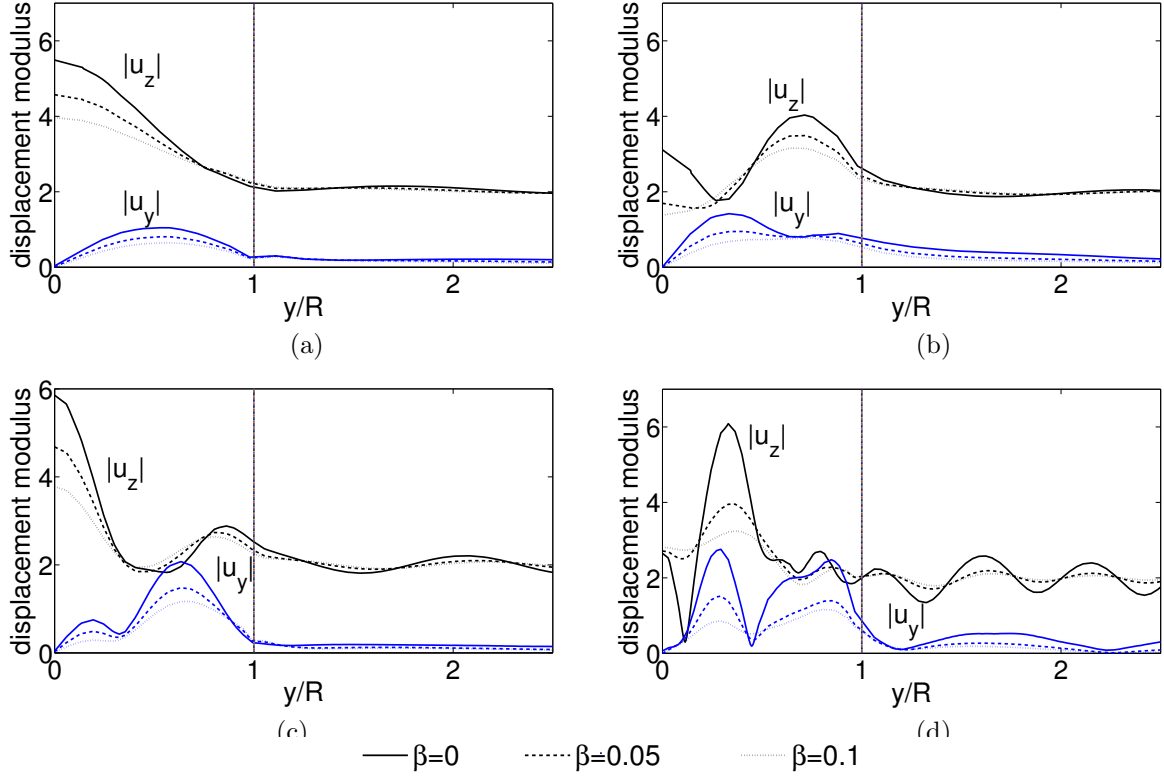 displacement modulus
6
4
2
0
|u_z|
|u_y|
0 1 2
y/R
(a)
displacement modulus
6
4
2
0
|u_z|
|u_y|
0 1 2
y/R
(b)
displacement modulus
6
4
2
0
|u_z|
|u_y|
0 1 2
y/R
(c)
displacement modulus
6
4
2
0
|u_z|
|u_y|
0 1 2
y/R
(d)
β=0 β=0.05 β=0.1